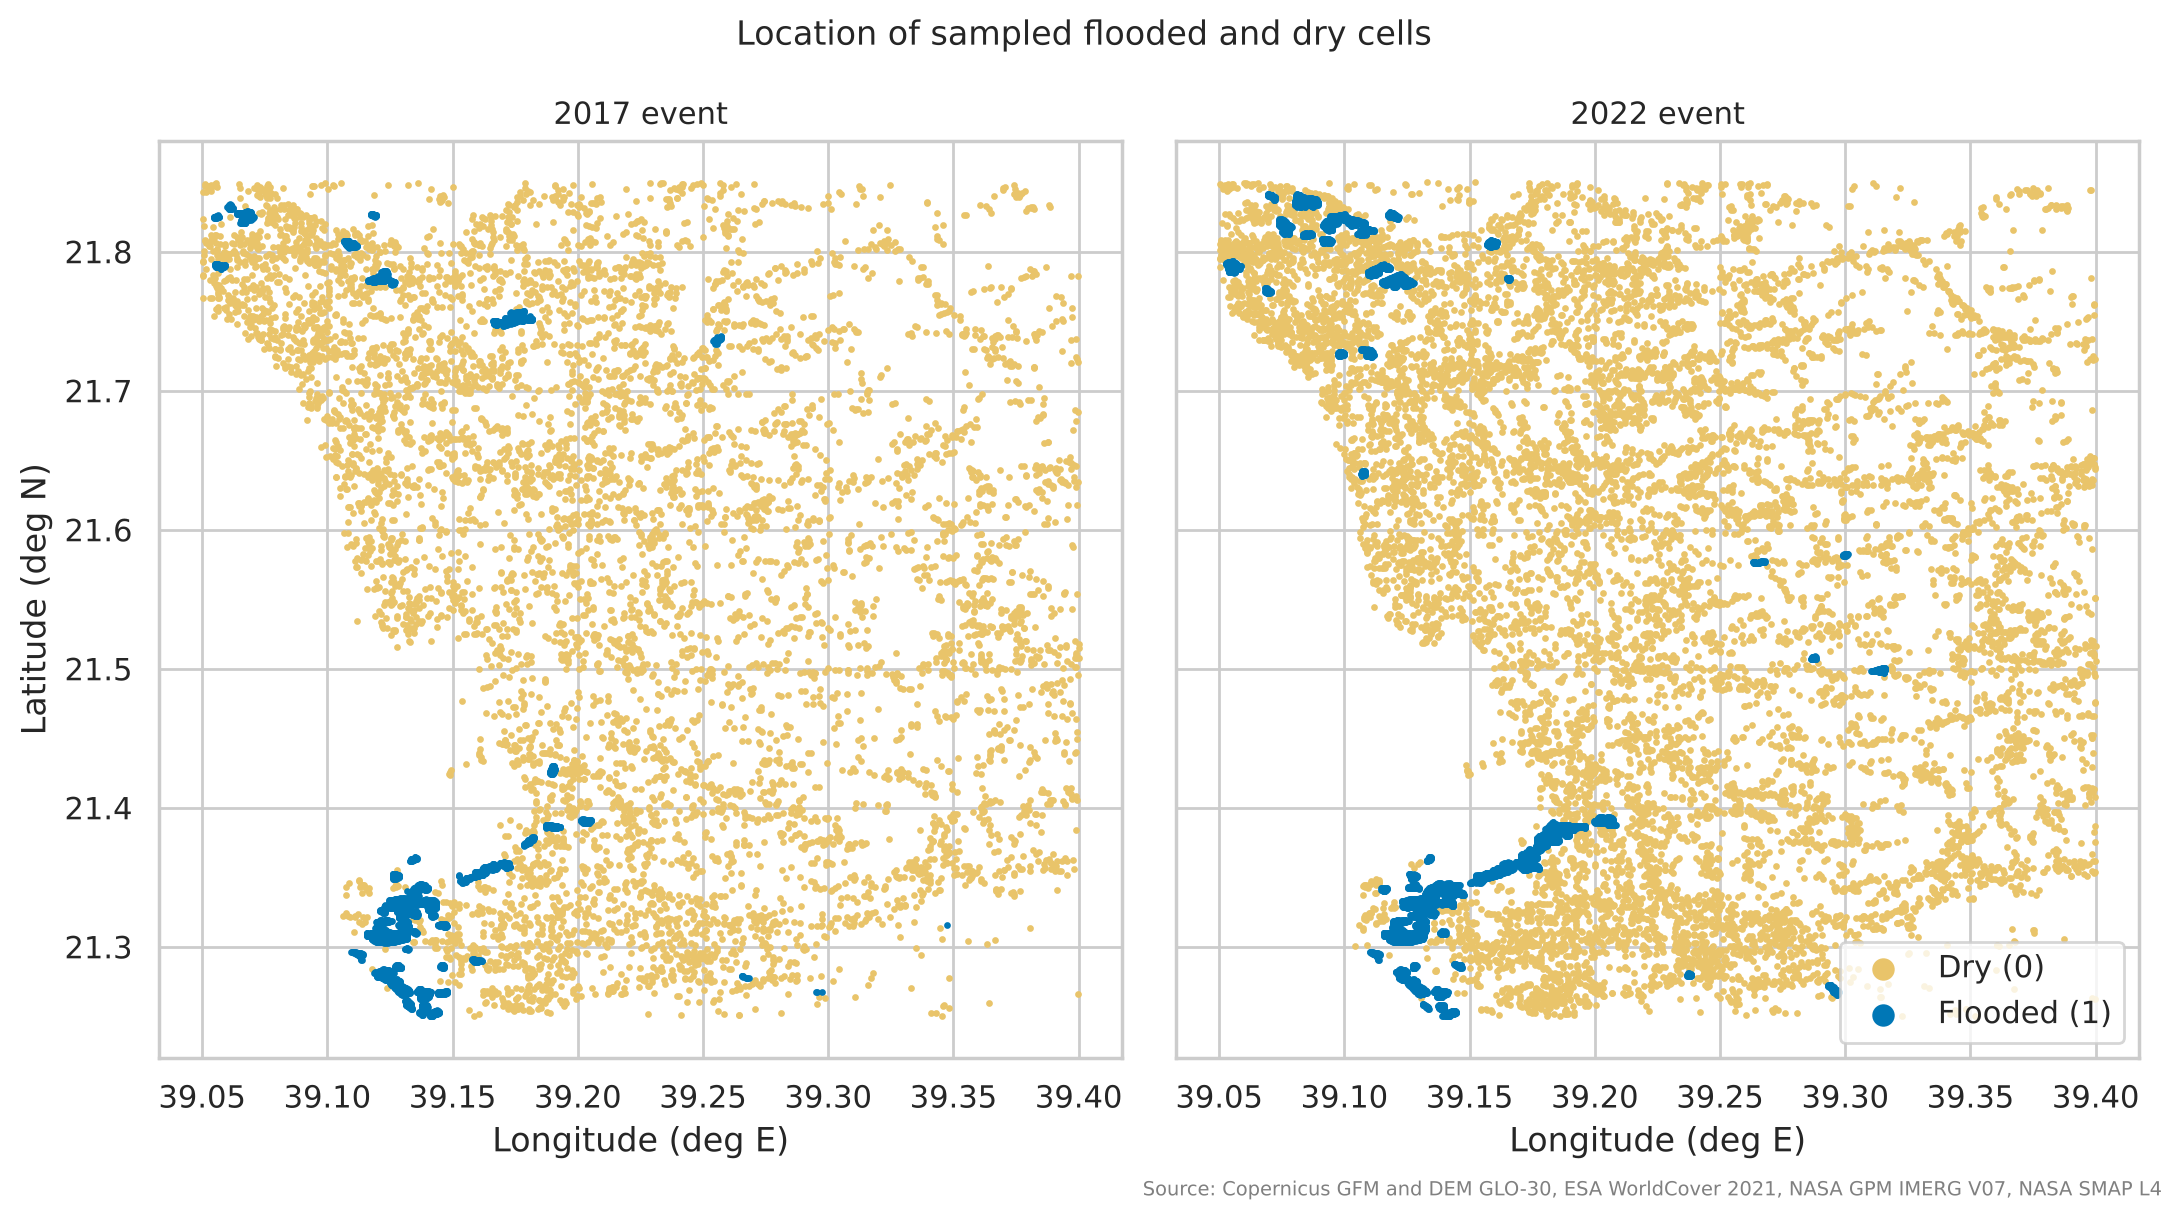 Location of sampled flooded and dry cells
2017 event
2022 event
Latitude (deg N)
21.8
21.7
21.6
21.5
21.4
21.3
39.05 39.10 39.15 39.20 39.25 39.30 39.35 39.40
Longitude (deg E)
39.05 39.10 39.15 39.20 39.25 39.30 39.35 39.40
Longitude (deg E)
Dry (0)
Flooded (1)
Source: Copernicus GFM and DEM GLO-30, ESA WorldCover 2021, NASA GPM IMERG V07, NASA SMAP L4